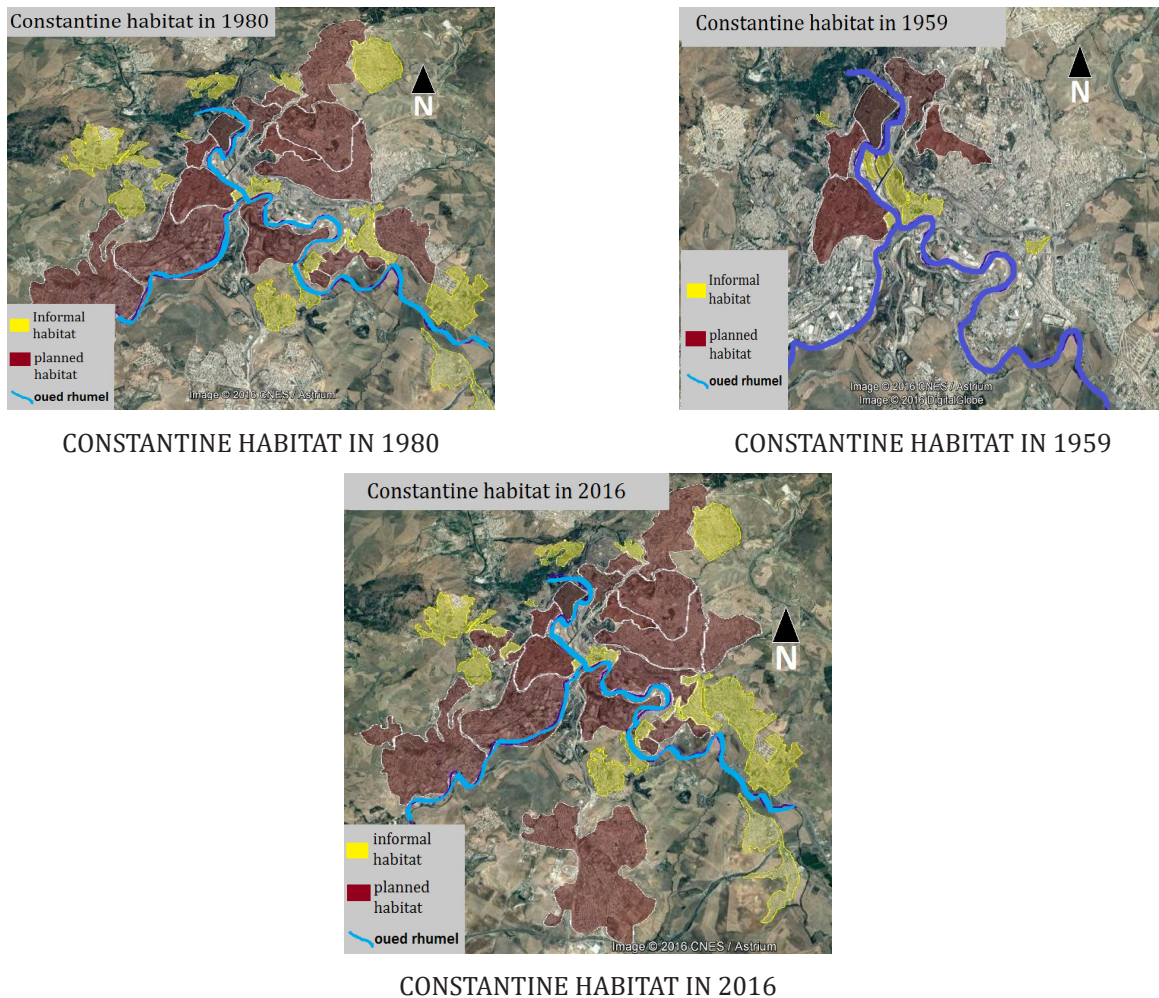 Constantine habitat in 1980
N
Informal
habitat
planned
habitat
oued rhumel
Image © 2016 CNES / Astrium
CONSTANTINE HABITAT IN 1980
Constantine habitat in 1959
N
Informal
habitat
planned
habitat
oued rhumel
Image © 2016 CNES / Astrium
Image © 2016 DigitalGlobe
CONSTANTINE HABITAT IN 1959
Constantine habitat in 2016
N
informal
habitat
planned
habitat
oued rhumel
Image © 2016 CNES / Astrium
CONSTANTINE HABITAT IN 2016